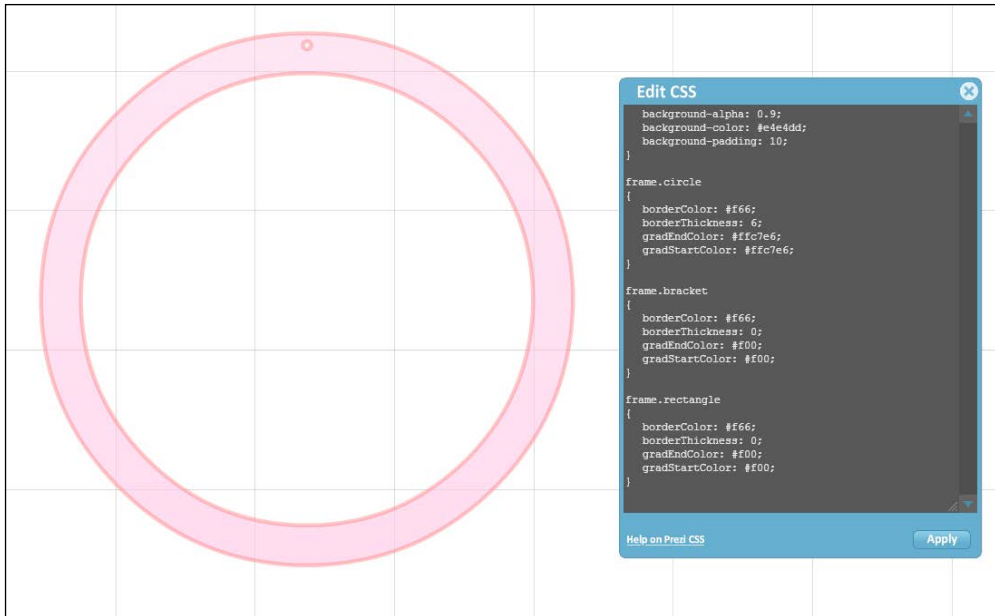 Edit CSS
background-alpha: 0.9;
background-color: #e4e4dd;
background-padding: 10;
}
frame.circle
{
borderColor: #f66;
borderThickness: 6;
gradEndColor: #ffc7e6;
gradStartColor: #ffc7e6;
}
frame.bracket
{
borderColor: #f66;
borderThickness: 0;
gradEndColor: #f00;
gradStartColor: #f00;
}
frame.rectangle
{
borderColor: #f66;
borderThickness: 0;
gradEndColor: #f00;
gradStartColor: #f00;
}
Help on Prezi CSS
Apply